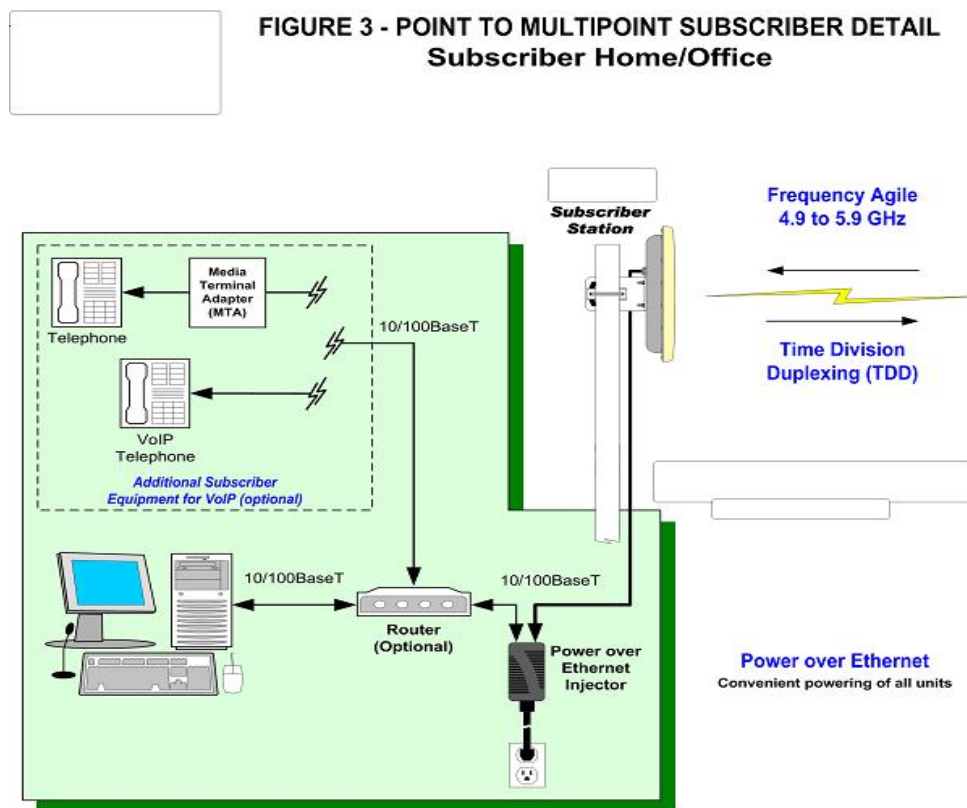 FIGURE 3 - POINT TO MULTIPOINT SUBSCRIBER DETAIL
Subscriber Home/Office
Subscriber
Station
Frequency Agile
4.9 to 5.9 GHz
Time Division
Duplexing (TDD)
Media
Terminal
Adapter
(MTA)
Telephone
10/100BaseT
VoIP
Telephone
Additional Subscriber
Equipment for VoIP (optional)
10/100BaseT
10/100BaseT
Router
(Optional)
Power over
Ethernet
Injector
Power over Ethernet
Convenient powering of all units